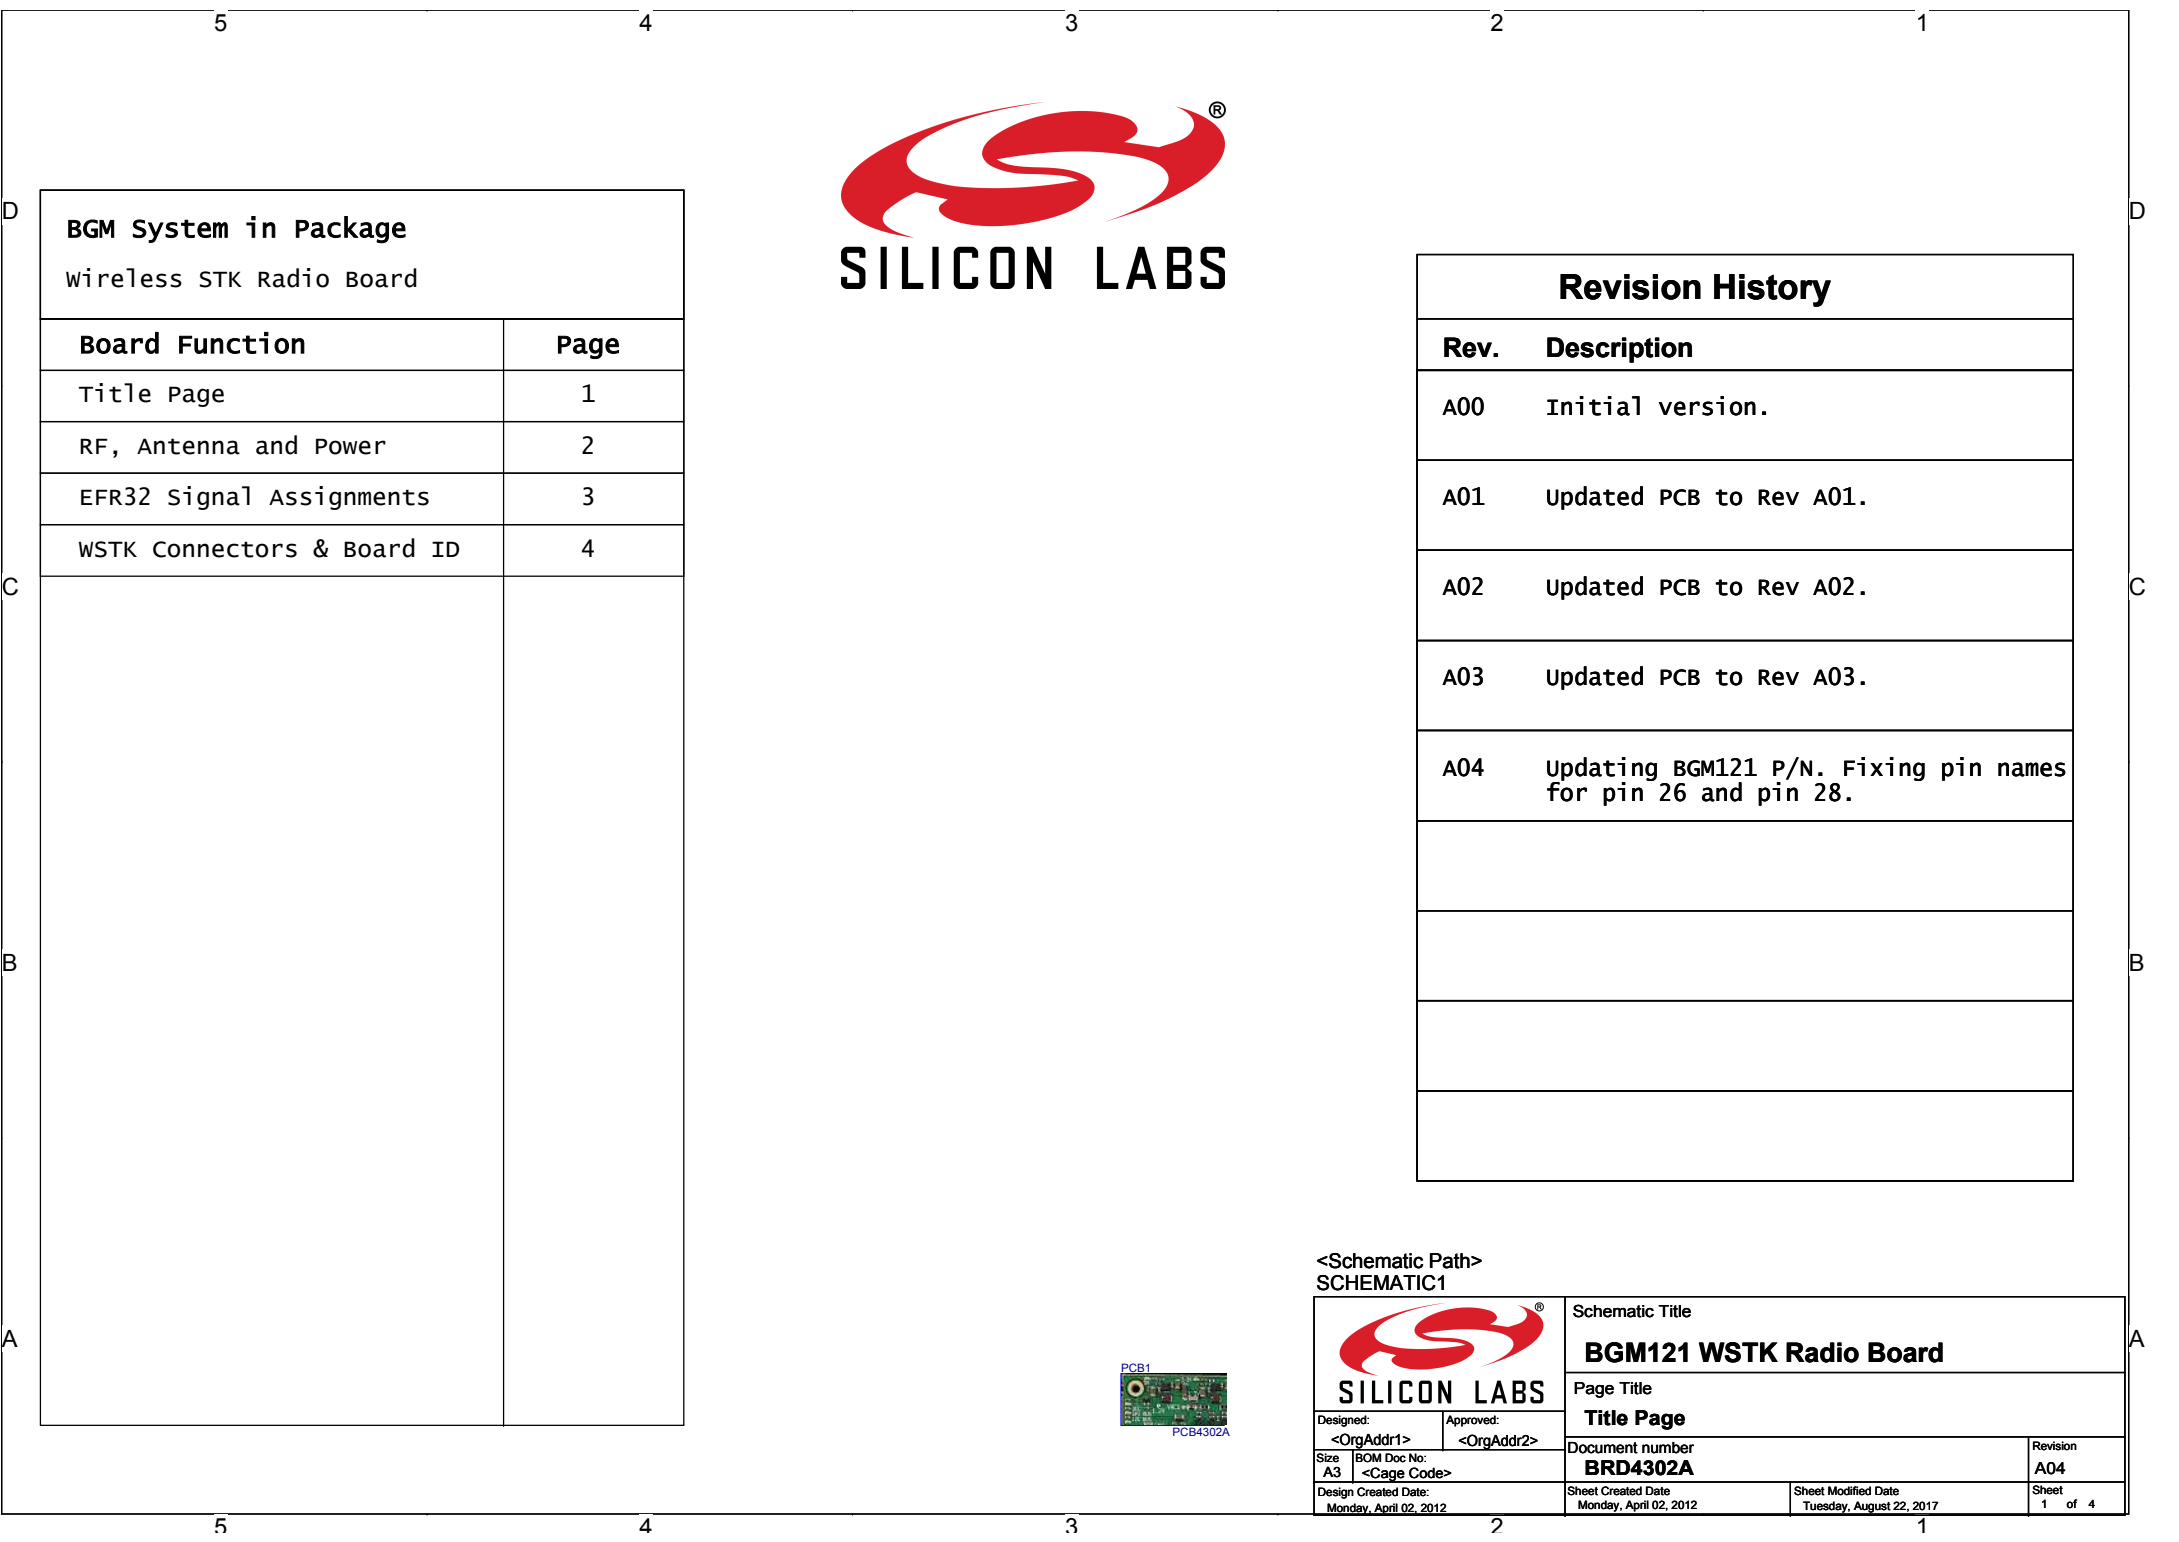 5 4 3 2 1
®
SILICON LABS
D D
BGM System in Package
Wireless STK Radio Board
Board Function Page
Title Page 1
RF, Antenna and Power 2
EFR32 Signal Assignments 3
WSTK Connectors & Board ID 4
Revision History
Rev. Description
A00 Initial version.
A01 Updated PCB to Rev A01.
A02 Updated PCB to Rev A02.
A03 Updated PCB to Rev A03.
A04 Updating BGM121 P/N. Fixing pin names
for pin 26 and pin 28.
C C
B B
A A
PCB1
PCB4302A
<Schematic Path>
SCHEMATIC1
®
SILICON LABS
Schematic Title
BGM121 WSTK Radio Board
Page Title
Title Page
Designed: Approved:
<OrgAddr1> <OrgAddr2>
Size BOM Doc No:
A3 <Cage Code>
Document number
BRD4302A
Revision
A04
Design Created Date:
Monday, April 02, 2012
Sheet Created Date
Monday, April 02, 2012
Sheet Modified Date
Tuesday, August 22, 2017
Sheet
1 of 4
5 4 3 2 1